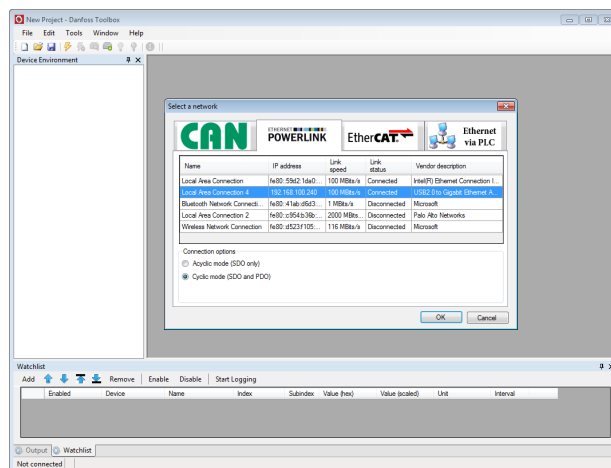 New Project - Danfoss Toolbox
File Edit Tools Window Help
Device Environment
Select a network
CAN
ETHERNET
POWERLINK
EtherCAT
Ethernet
via PLC
Name IP address Link speed Link status Vendor description
Local Area Connection fe80::59d2:1da0:... 100 MBits/s Connected Intel(R) Ethernet Connection I...
Local Area Connection 4 192.168.100.240 100 MBits/s Connected USB2.0 to Gigabit Ethernet A...
Bluetooth Network Connecti... fe80::41ab:d6d3:... 1 MBits/s Disconnected Microsoft
Local Area Connection 2 fe80::c954:b36b:... 2000 MBits... Disconnected Palo Alto Networks
Wireless Network Connection fe80::d523:f105:... 116 MBits/s Disconnected Microsoft
Connection options
Acyclic mode (SDO only)
Cyclic mode (SDO and PDO)
OK Cancel
Watchlist
Add Remove Enable Disable Start Logging
Enabled Device Name Index Subindex Value (hex) Value (scaled) Unit Interval
Output Watchlist
Not connected